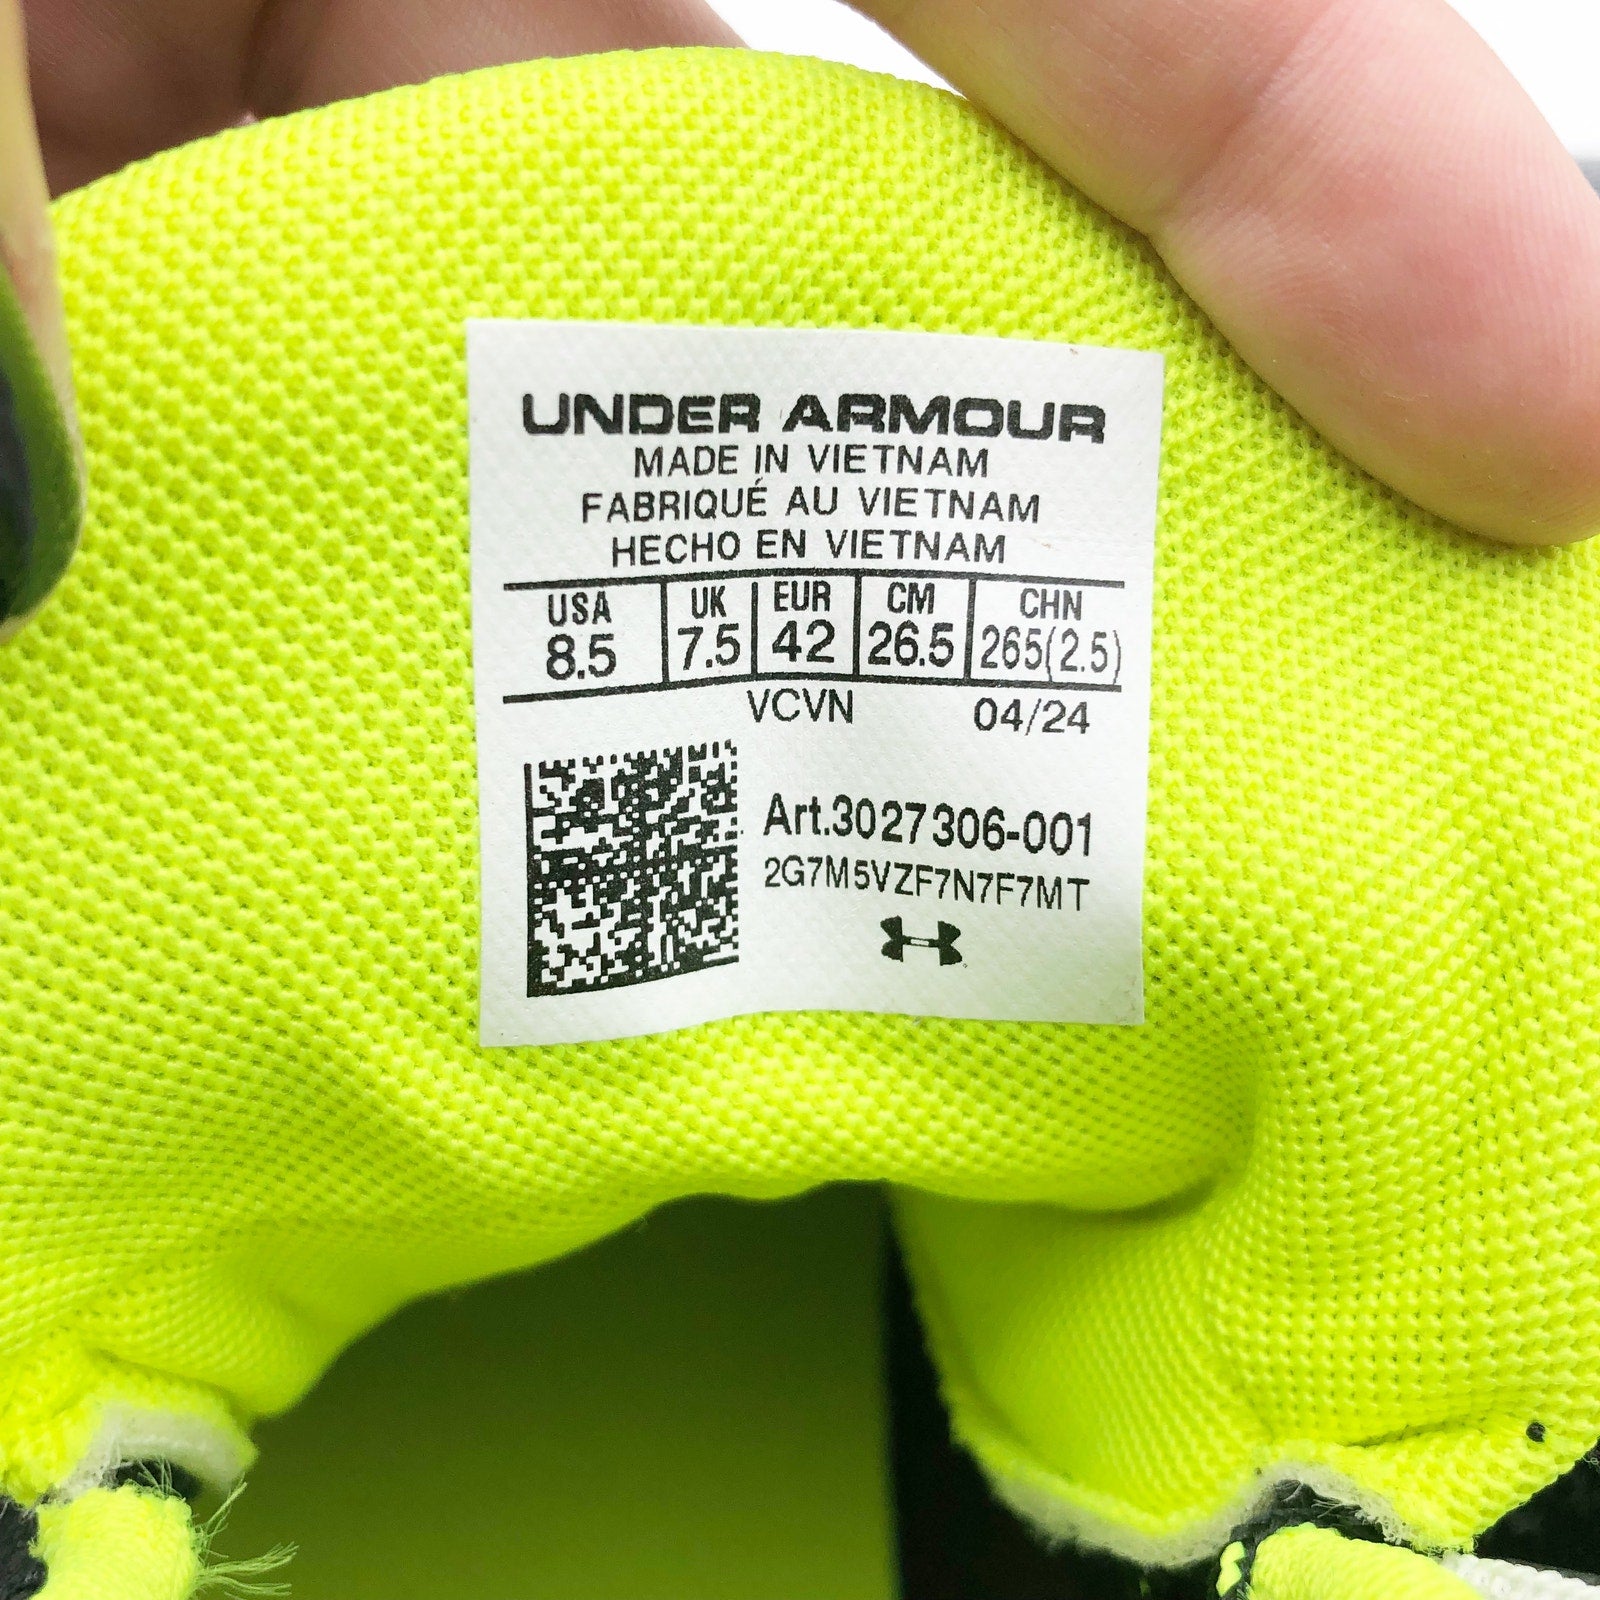 UNDER ARMOUR
MADE IN VIETNAM
FABRIQUÉ AU VIETNAM
HECHO EN VIETNAM
USA UK EUR CM CHN
8.5 7.5 42 26.5 265(2.5)
VCVN 04/24
Art.3027306-001
2G7M5VZF7N7F7MT